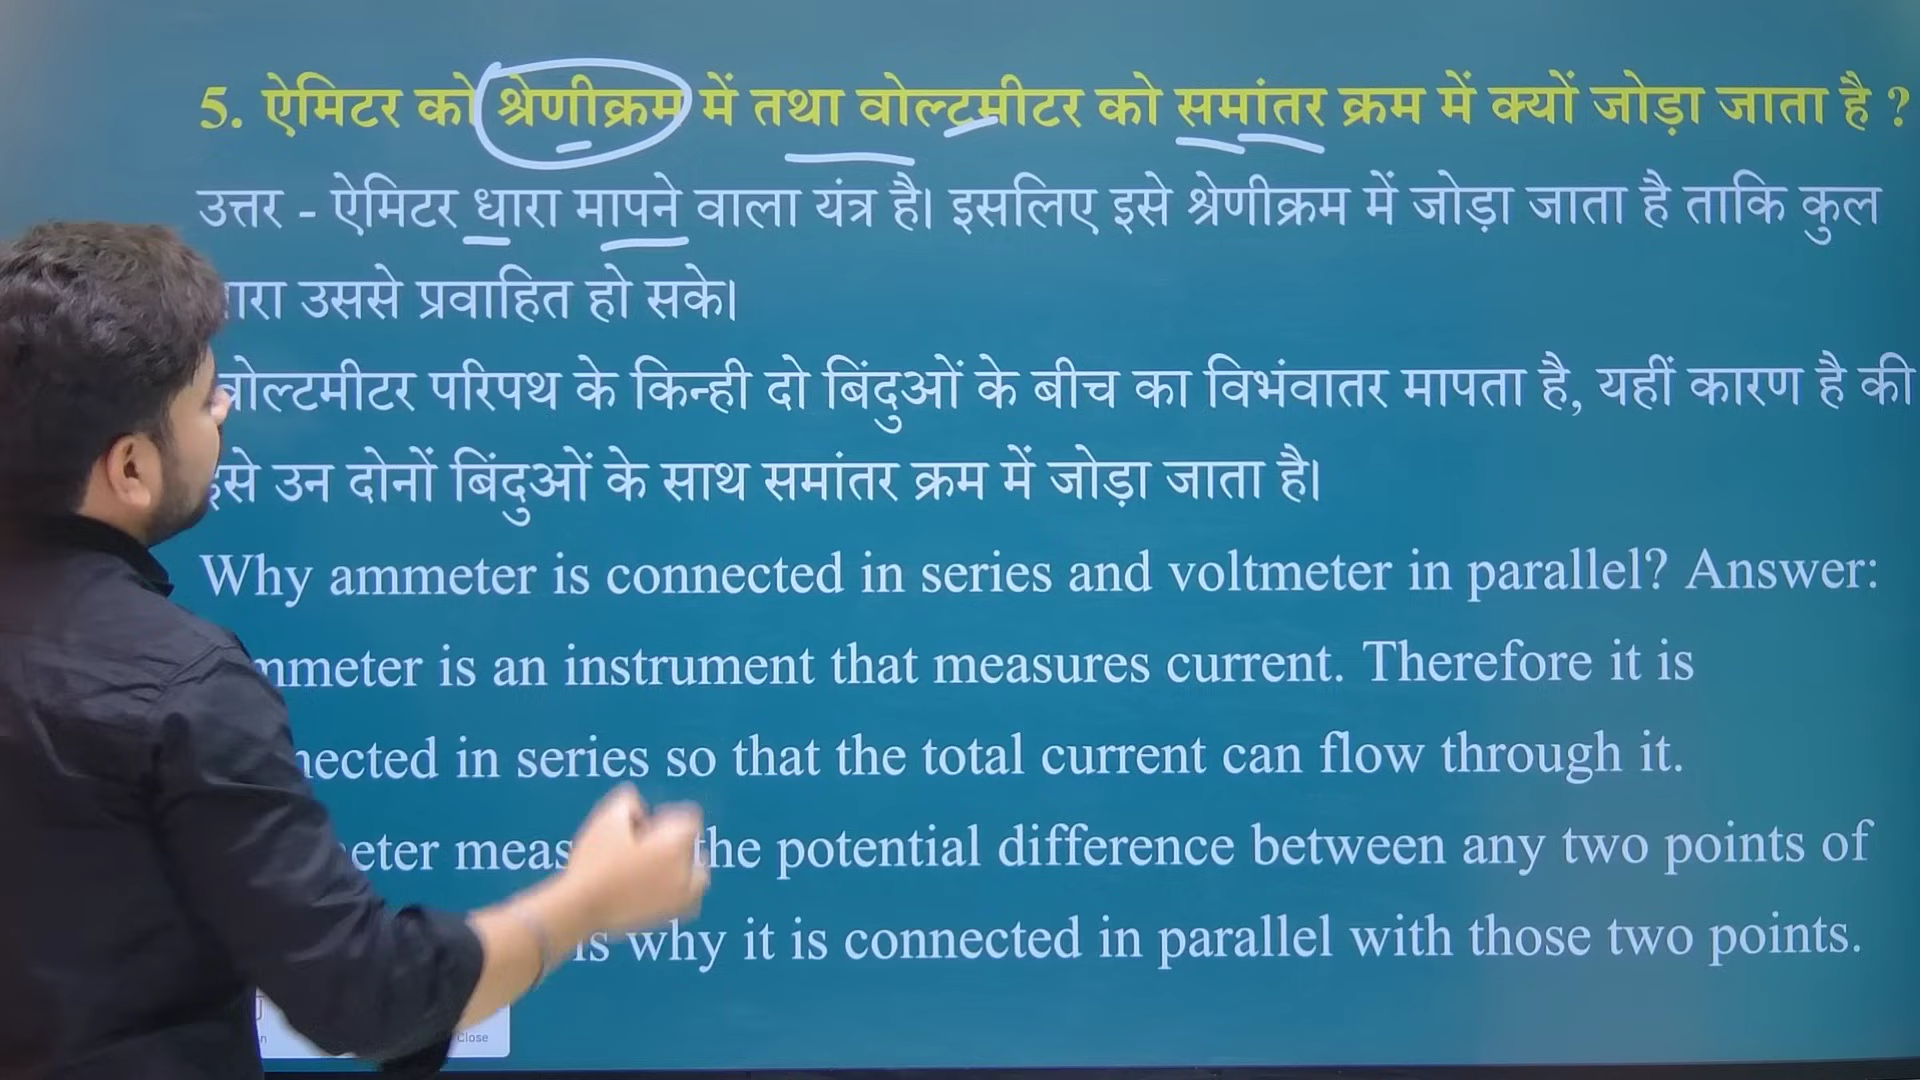 5. ऐमिटर को श्रेणीक्रम में तथा वोल्टमीटर को समांतर क्रम में क्यों जोड़ा जाता है ?
उत्तर - ऐमिटर धारा मापने वाला यंत्र है। इसलिए इसे श्रेणीक्रम में जोड़ा जाता है ताकि कुल
उससे प्रवाहित हो सके।
वोल्टमीटर परिपथ के किन्ही दो बिंदुओं के बीच का विभंवातर मापता है, यहीं कारण है की
इसे उन दोनों बिंदुओं के साथ समांतर क्रम में जोड़ा जाता है।
Why ammeter is connected in series and voltmeter in parallel? Answer:
is an instrument that measures current. Therefore it is
in series so that the total current can flow through it.
the potential difference between any two points of
is why it is connected in parallel with those two points.
Close